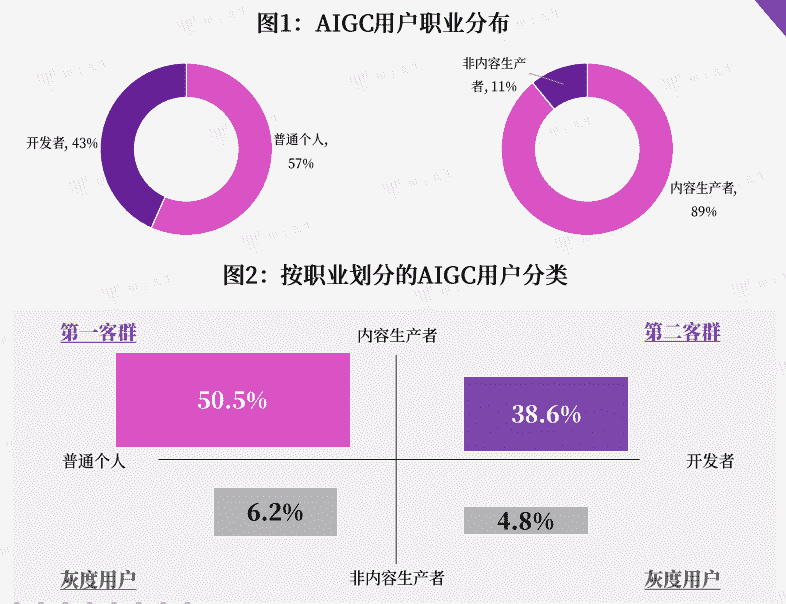 图1：AIGC用户职业分布
开发者, 43%
普通个人,
57%
非内容生产
者, 11%
内容生产者,
89%
图2：按职业划分的AIGC用户分类
第一客群
内容生产者
第二客群
50.5%
38.6%
普通个人
开发者
6.2%
4.8%
灰度用户
非内容生产者
灰度用户